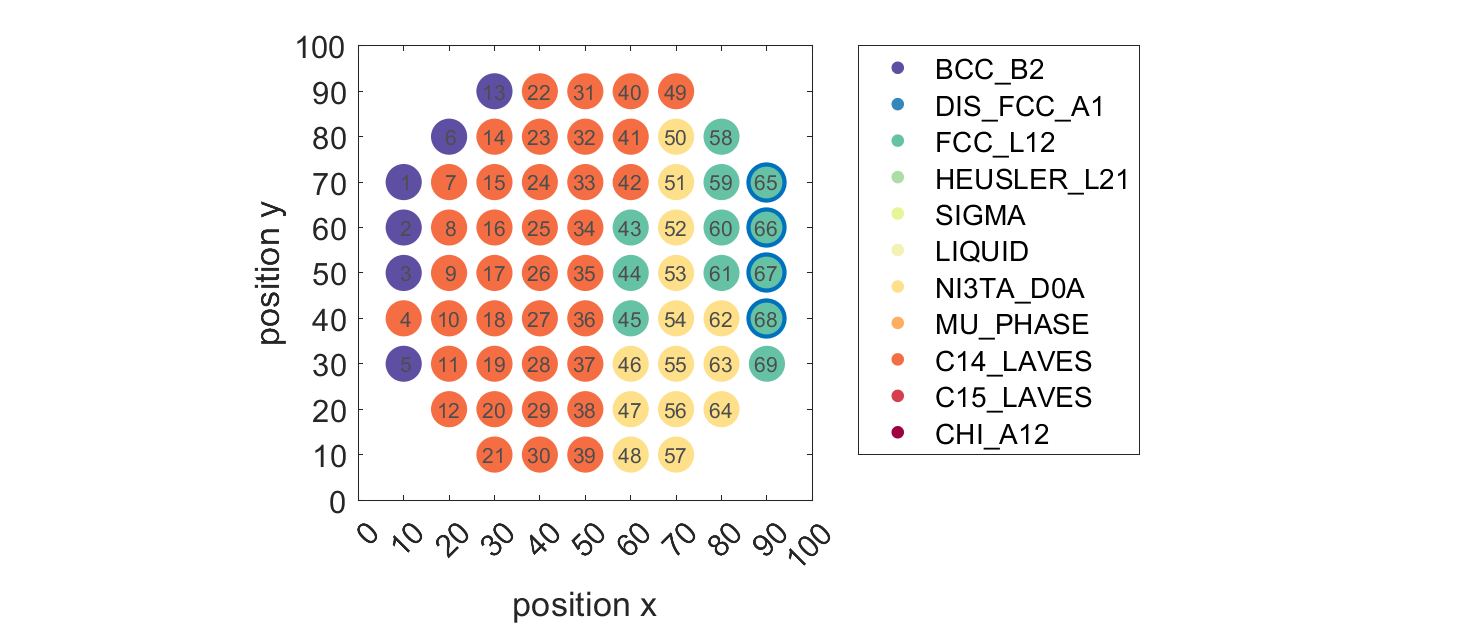 100
90
80
70
60
50
40
30
20
10
0
13 22 31 40 49
6 14 23 32 41 50 58
1 7 15 24 33 42 51 59 65
2 8 16 25 34 43 52 60 66
3 9 17 26 35 44 53 61 67
4 10 18 27 36 45 54 62 68
5 11 19 28 37 46 55 63 69
12 20 29 38 47 56 64
21 30 39 48 57
0 10 20 30 40 50 60 70 80 90 100
position x
position y
BCC_B2
DIS_FCC_A1
FCC_L12
HEUSLER_L21
SIGMA
LIQUID
NI3TA_D0A
MU_PHASE
C14_LAVES
C15_LAVES
CHI_A12